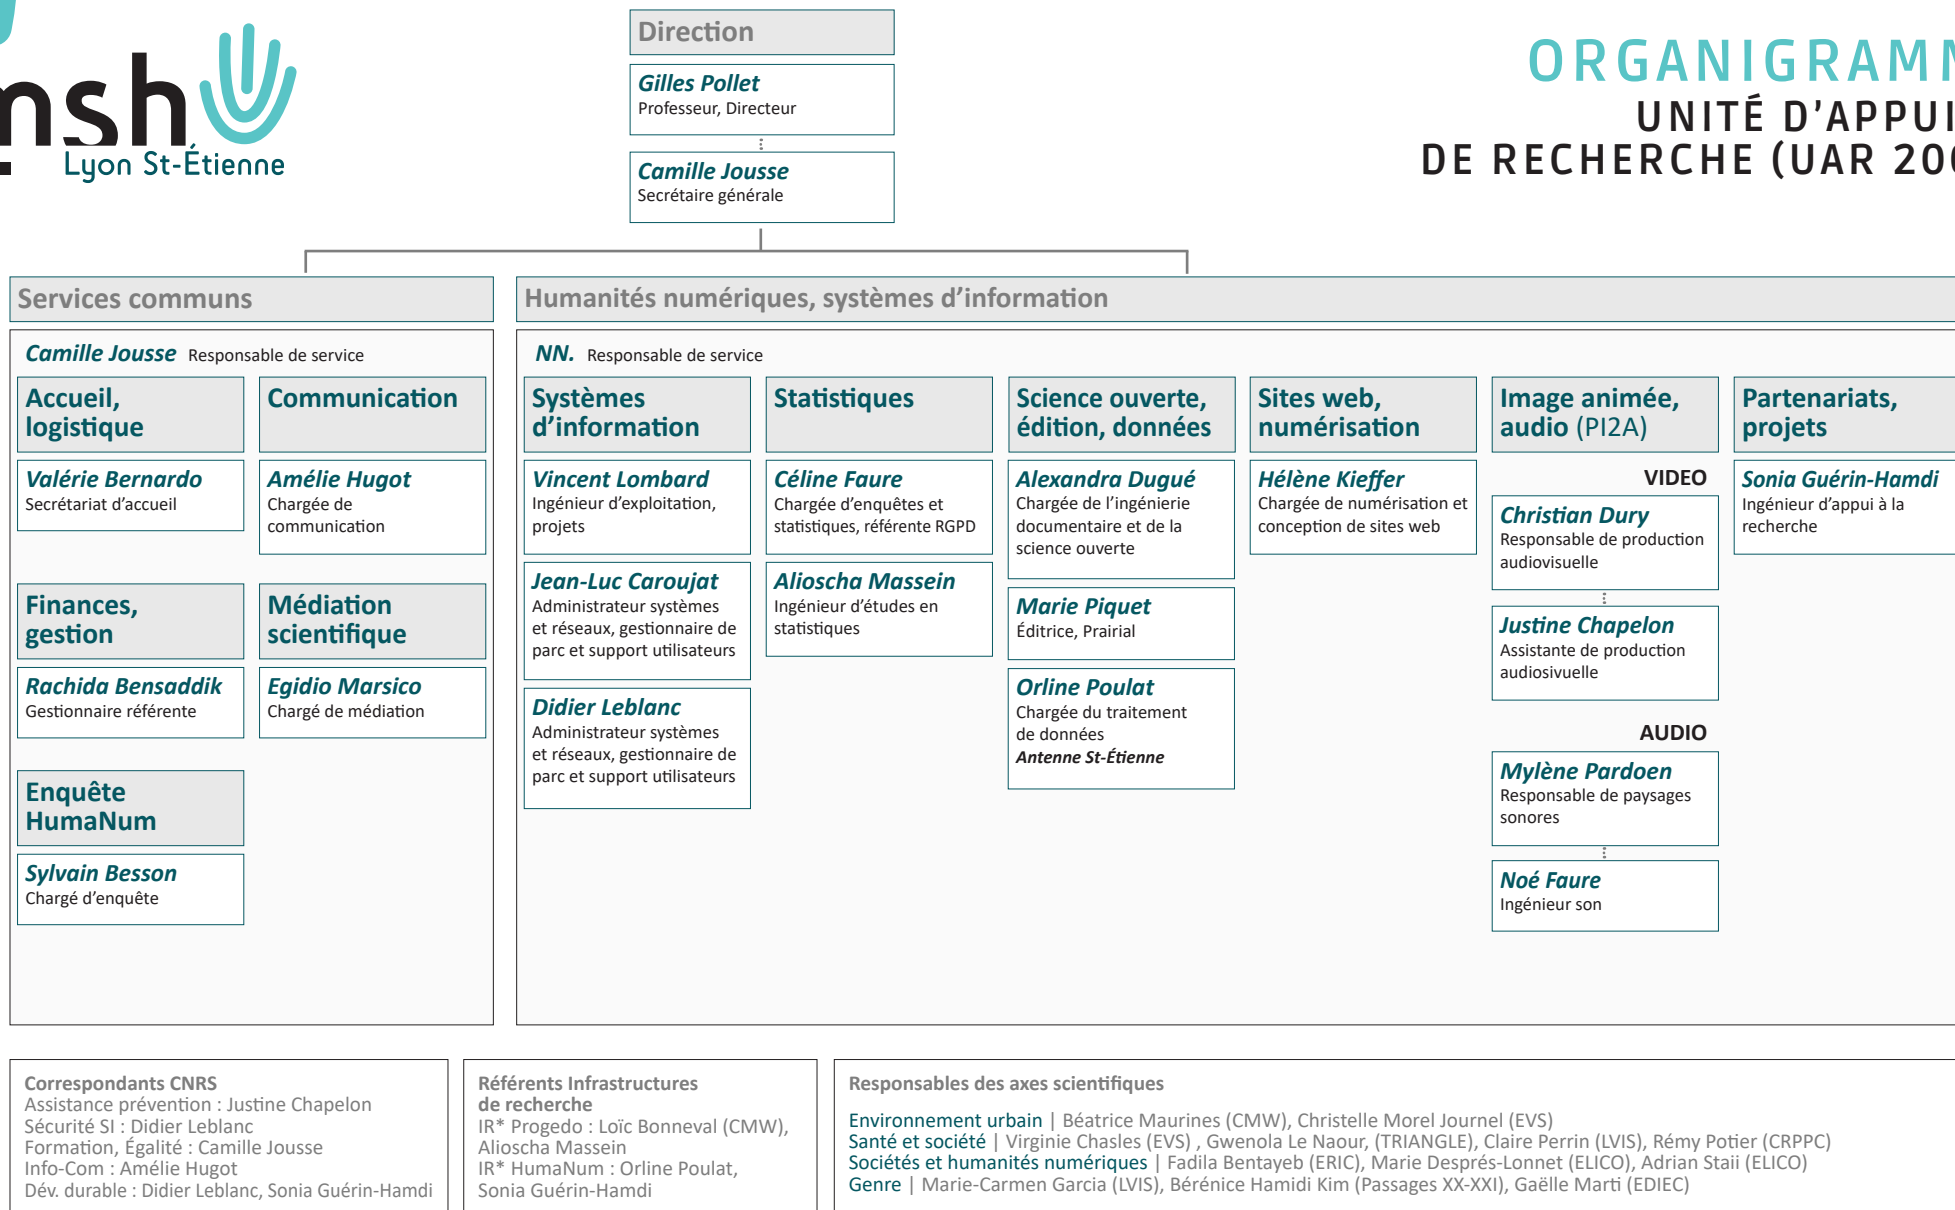 msh
Lyon St-Étienne
ORGANIGRAMM
UNITÉ D'APPUI
DE RECHERCHE (UAR 200
Direction
Gilles Pollet
Professeur, Directeur
Camille Jousse
Secrétaire générale
Services communs
Camille Jousse Responsable de service
Accueil,
logistique
Valérie Bernardo
Secrétariat d'accueil
Communication
Amélie Hugot
Chargée de
communication
Finances,
gestion
Rachida Bensaddik
Gestionnaire référente
Médiation
scientifique
Egidio Marsico
Chargé de médiation
Enquête
HumaNum
Sylvain Besson
Chargé d'enquête
Humanités numériques, systèmes d'information
NN. Responsable de service
Systèmes
d'information
Vincent Lombard
Ingénieur d'exploitation,
projets
Jean-Luc Caroujat
Administrateur systèmes
et réseaux, gestionnaire de
parc et support utilisateurs
Didier Leblanc
Administrateur systèmes
et réseaux, gestionnaire de
parc et support utilisateurs
Statistiques
Céline Faure
Chargée d'enquêtes et
statistiques, référente RGPD
Alioscha Massein
Ingénieur d'études en
statistiques
Science ouverte,
édition, données
Alexandra Dugué
Chargée de l'ingénierie
documentaire et de la
science ouverte
Marie Piquet
Éditrice, Prairial
Orline Poulat
Chargée du traitement
de données
Antenne St-Étienne
Sites web,
numérisation
Hélène Kieffer
Chargée de numérisation et
conception de sites web
Image animée,
audio (PI2A)
VIDEO
Christian Dury
Responsable de production
audiovisuelle
Justine Chapelon
Assistante de production
audiosivuelle
AUDIO
Mylène Pardoen
Responsable de paysages
sonores
Noé Faure
Ingénieur son
Partenariats,
projets
Sonia Guérin-Hamdi
Ingénieur d'appui à la
recherche
Correspondants CNRS
Assistance prévention : Justine Chapelon
Sécurité SI : Didier Leblanc
Formation, Égalité : Camille Jousse
Info-Com : Amélie Hugot
Dév. durable : Didier Leblanc, Sonia Guérin-Hamdi
Référents Infrastructures
de recherche
IR* Progedo : Loïc Bonneval (CMW),
Alioscha Massein
IR* HumaNum : Orline Poulat,
Sonia Guérin-Hamdi
Responsables des axes scientifiques
Environnement urbain | Béatrice Maurines (CMW), Christelle Morel Journel (EVS)
Santé et société | Virginie Chasles (EVS) , Gwenola Le Naour, (TRIANGLE), Claire Perrin (LVIS), Rémy Potier (CRPPC)
Sociétés et humanités numériques | Fadila Bentayeb (ERIC), Marie Després-Lonnet (ELICO), Adrian Staii (ELICO)
Genre | Marie-Carmen Garcia (LVIS), Bérénice Hamidi Kim (Passages XX-XXI), Gaëlle Marti (EDIEC)